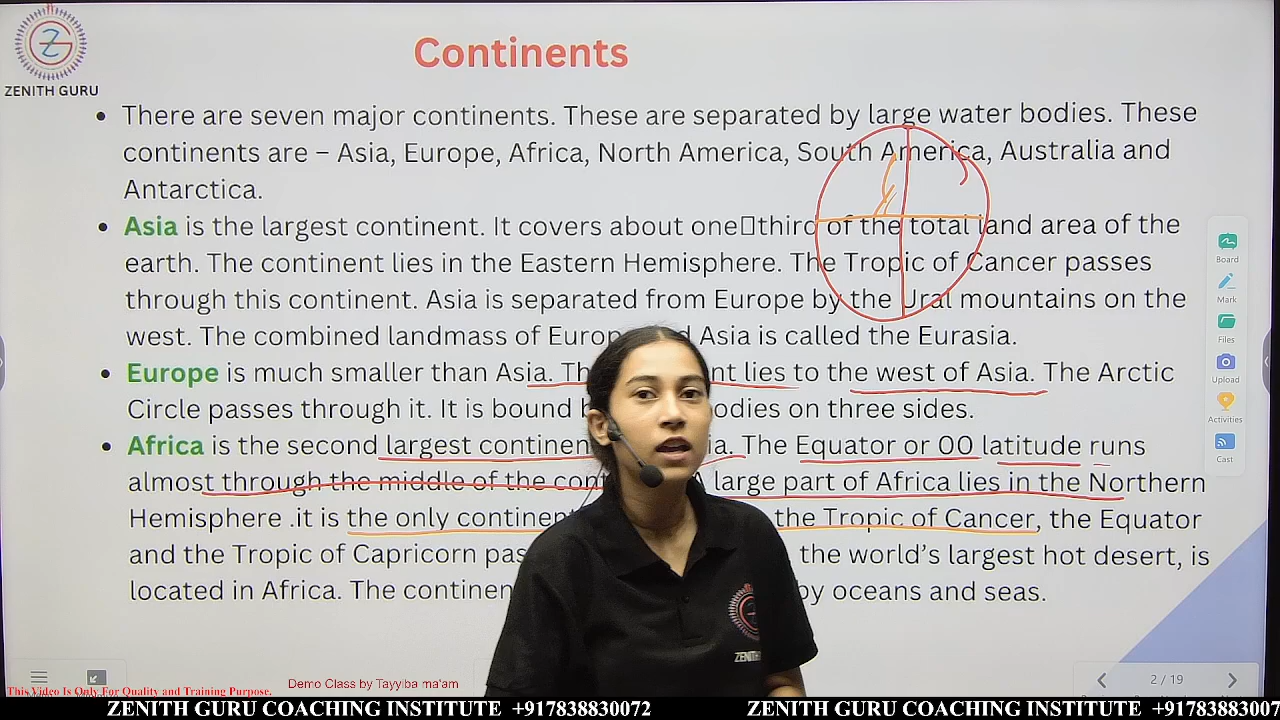 ZENITH GURU
Continents
• There are seven major continents. These are separated by large water bodies. These
continents are – Asia, Europe, Africa, North America, South America, Australia and
Antarctica.
• Asia is the largest continent. It covers about one□third of the total land area of the
earth. The continent lies in the Eastern Hemisphere. The Tropic of Cancer passes
through this continent. Asia is separated from Europe by the Ural mountains on the
west. The combined landmass of Europ d Asia is called the Eurasia.
• Europe is much smaller than Asia. Th nt lies to the west of Asia. The Arctic
Circle passes through it. It is bound b odies on three sides.
• Africa is the second largest continen ia. The Equator or 00 latitude runs
almost through the middle of the con large part of Africa lies in the Northern
Hemisphere .it is the only continent the Tropic of Cancer, the Equator
and the Tropic of Capricorn pas the world's largest hot desert, is
located in Africa. The continen by oceans and seas.
Board
Mark
Files
Upload
Activities
Cast
2 / 19
ZENITH
This Video Is Only For Quality and Training Purpose.
Demo Class by Tayyiba ma'am
ZENITH GURU COACHING INSTITUTE +917838830072 ZENITH GURU COACHING INSTITUTE +91783883007